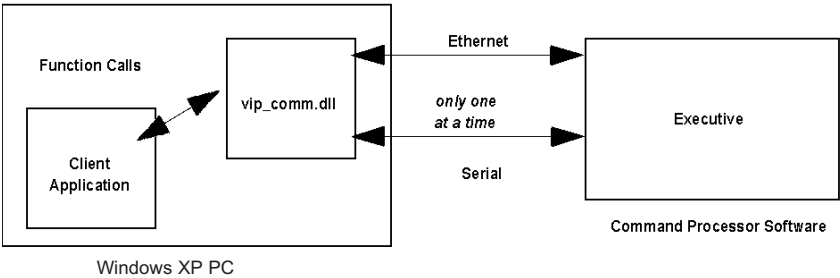 Function Calls
Client
Application
vip_comm.dll
Ethernet
only one
at a time
Serial
Executive
Command Processor Software
Windows XP PC